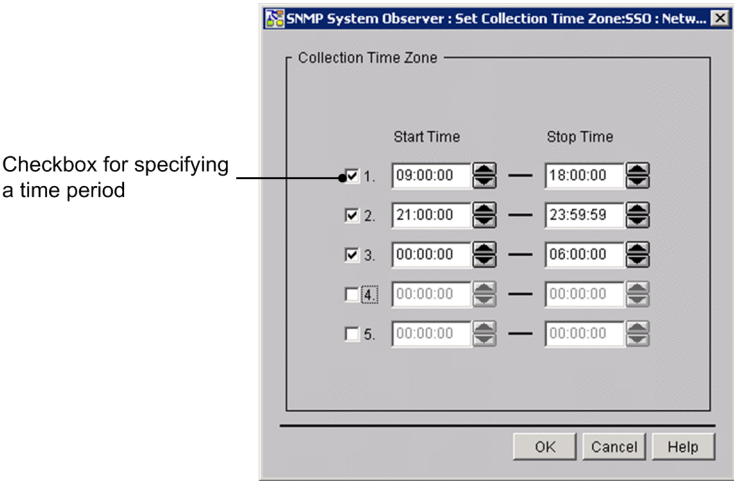 SNMP System Observer : Set Collection Time Zone:SSO : Netw...
Collection Time Zone
Start Time Stop Time
Checkbox for specifying
a time period
1. 09:00:00 — 18:00:00
2. 21:00:00 — 23:59:59
3. 00:00:00 — 06:00:00
4. 00:00:00 — 00:00:00
5. 00:00:00 — 00:00:00
OK Cancel Help